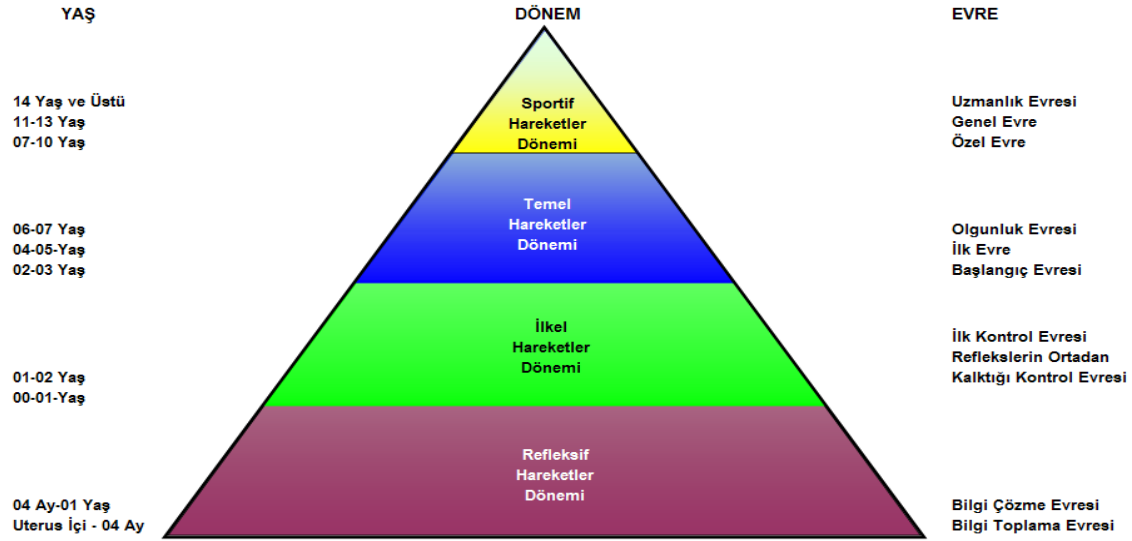 YAŞ DÖNEM EVRE
14 Yaş ve Üstü
11-13 Yaş
07-10 Yaş
Sportif
Hareketler
Dönemi
Uzmanlık Evresi
Genel Evre
Özel Evre
06-07 Yaş
04-05-Yaş
02-03 Yaş
Temel
Hareketler
Dönemi
Olgunluk Evresi
İlk Evre
Başlangıç Evresi
01-02 Yaş
00-01-Yaş
İlkel
Hareketler
Dönemi
İlk Kontrol Evresi
Reflekslerin Ortadan
Kalktığı Kontrol Evresi
04 Ay-01 Yaş
Uterus İçi - 04 Ay
Refleksif
Hareketler
Dönemi
Bilgi Çözme Evresi
Bilgi Toplama Evresi